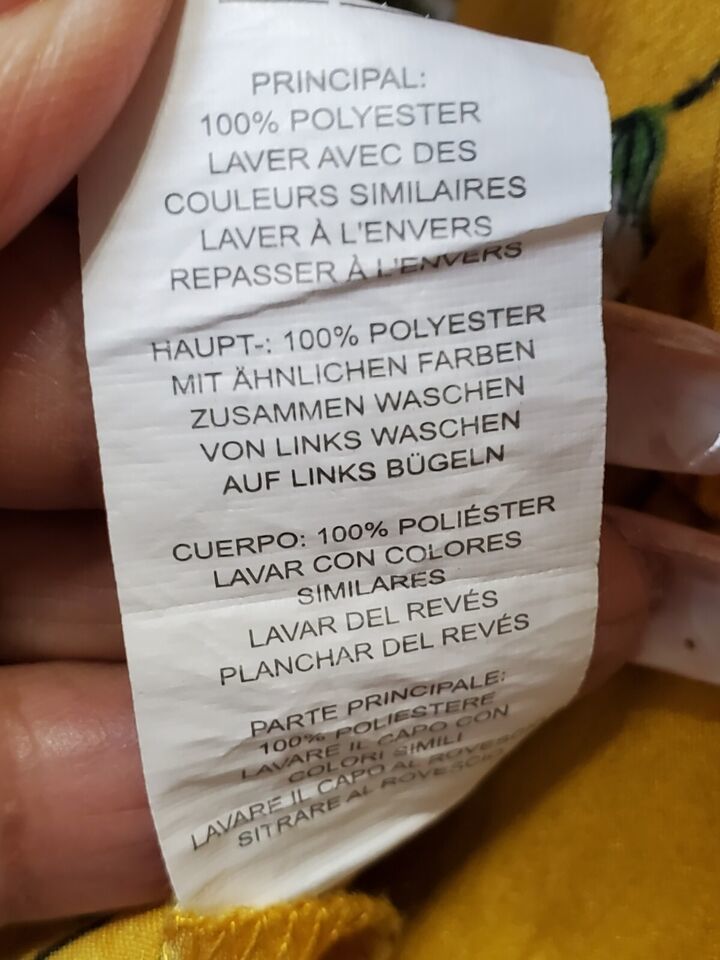 PRINCIPAL:
100% POLYESTER
LAVER AVEC DES
COULEURS SIMILAIRES
LAVER À L'ENVERS
REPASSER À L'ENVERS
HAUPT-: 100% POLYESTER
MIT ÄHNLICHEN FARBEN
ZUSAMMEN WASCHEN
VON LINKS WASCHEN
AUF LINKS BÜGELN
CUERPO: 100% POLIÉSTER
LAVAR CON COLORES
SIMILARES
LAVAR DEL REVÉS
PLANCHAR DEL REVÉS
PARTE PRINCIPALE:
100% POLIESTERE
LAVARE IL CAPO CON
COLORI SIMILI
LAVARE IL CAPO AL ROVESCIO
SITRARE AL ROVESCIO